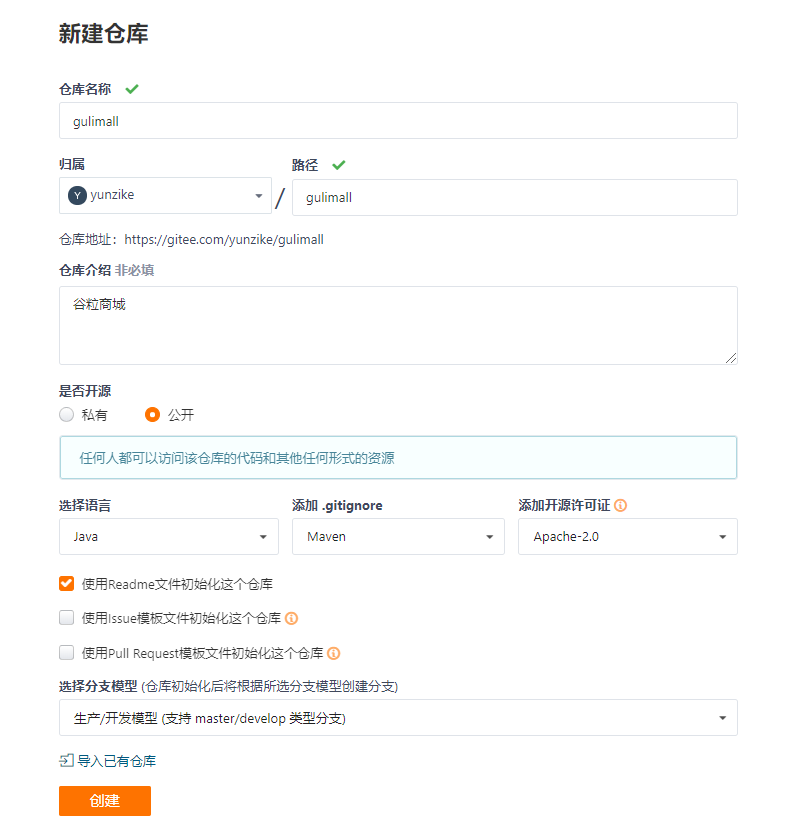 新建仓库
仓库名称
gulimall
归属 路径
Y yunzike / gulimall
仓库地址：https://gitee.com/yunzike/gulimall
仓库介绍 非必填
谷粒商城
是否开源
私有 公开
任何人都可以访问该仓库的代码和其他任何形式的资源
选择语言 添加 .gitignore 添加开源许可证
Java Maven Apache-2.0
使用Readme文件初始化这个仓库
使用Issue模板文件初始化这个仓库
使用Pull Request模板文件初始化这个仓库
选择分支模型 (仓库初始化后将根据所选分支模型创建分支)
生产/开发模型 (支持 master/develop 类型分支)
导入已有仓库
创建